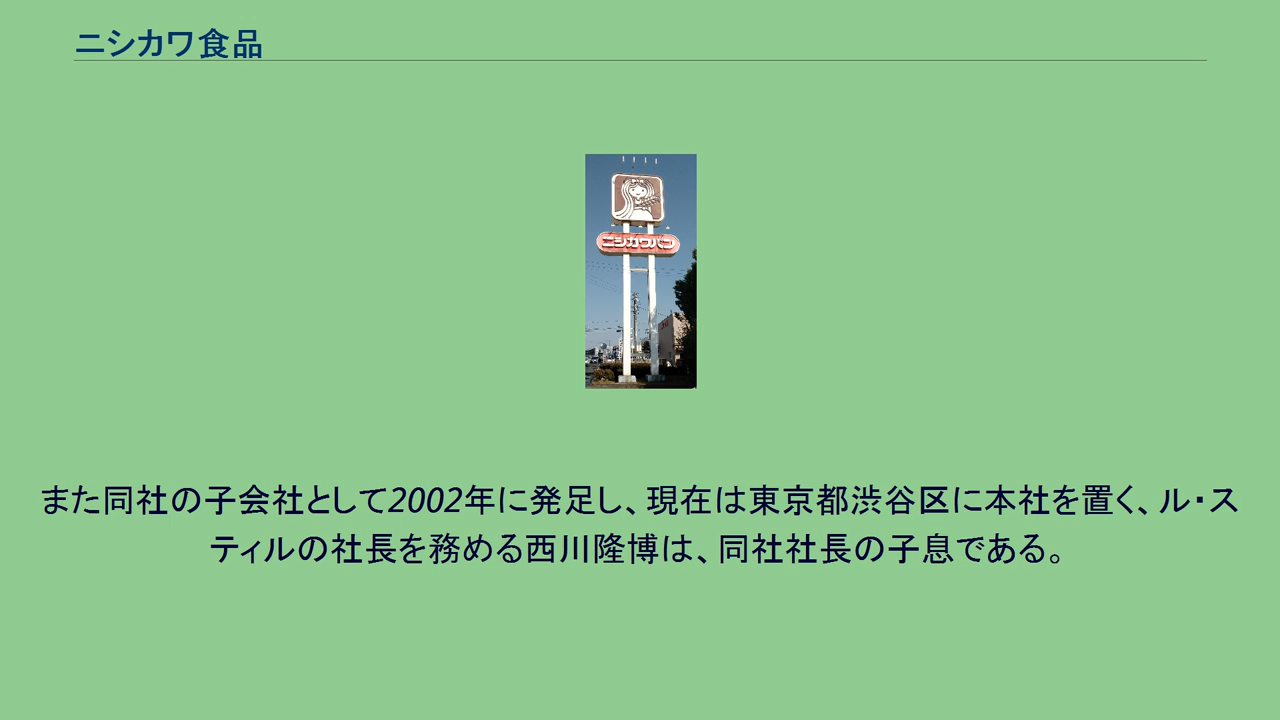 ニシカワ食品
ニシカワパン
また同社の子会社として2002年に発足し、現在は東京都渋谷区に本社を置く、ル・ス
ティルの社長を務める西川隆博は、同社社長の子息である。